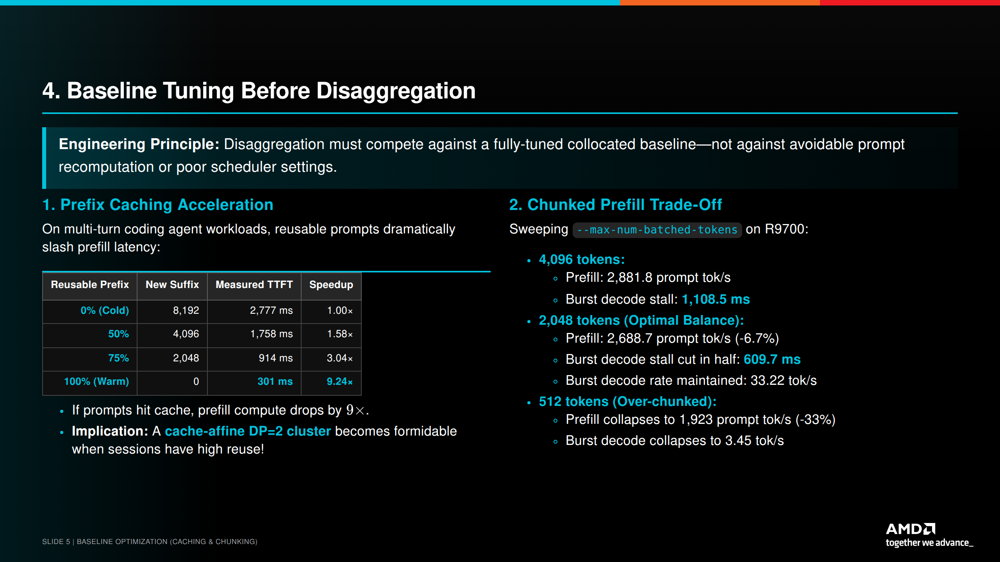 4. Baseline Tuning Before Disaggregation
Engineering Principle: Disaggregation must compete against a fully-tuned collocated baseline—not against avoidable prompt
recomputation or poor scheduler settings.
1. Prefix Caching Acceleration
On multi-turn coding agent workloads, reusable prompts dramatically
slash prefill latency:
Reusable Prefix New Suffix Measured TTFT Speedup
0% (Cold) 8,192 2,777 ms 1.00×
50% 4,096 1,758 ms 1.58×
75% 2,048 914 ms 3.04×
100% (Warm) 0 301 ms 9.24×
• If prompts hit cache, prefill compute drops by 9×.
• Implication: A cache-affine DP=2 cluster becomes formidable
when sessions have high reuse!
2. Chunked Prefill Trade-Off
Sweeping --max-num-batched-tokens on R9700:
• 4,096 tokens:
◦ Prefill: 2,881.8 prompt tok/s
◦ Burst decode stall: 1,108.5 ms
• 2,048 tokens (Optimal Balance):
◦ Prefill: 2,688.7 prompt tok/s (-6.7%)
◦ Burst decode stall cut in half: 609.7 ms
◦ Burst decode rate maintained: 33.22 tok/s
• 512 tokens (Over-chunked):
◦ Prefill collapses to 1,923 prompt tok/s (-33%)
◦ Burst decode collapses to 3.45 tok/s
SLIDE 5 | BASELINE OPTIMIZATION (CACHING & CHUNKING)
AMD
together we advance_